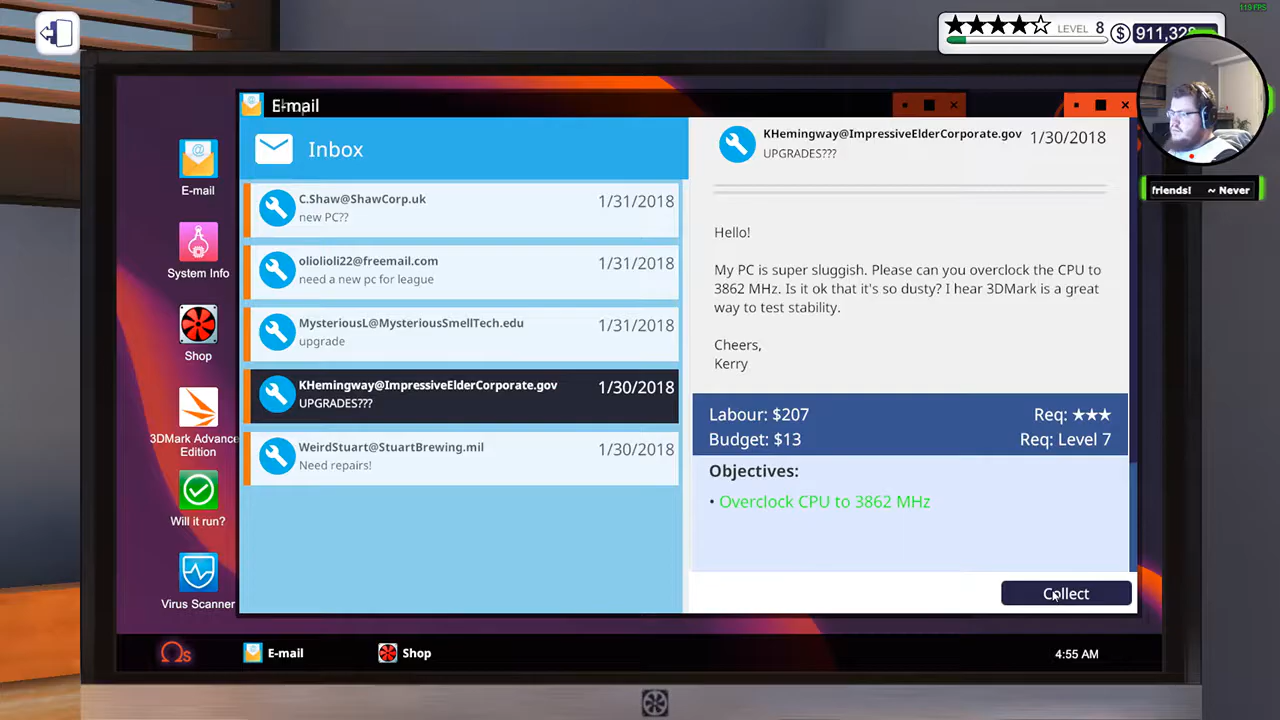 119 FPS
LEVEL 8
$ 911,328
E-mail
Inbox
C.Shaw@ShawCorp.uk
1/31/2018
new PC??
oliolioli22@freemail.com
1/31/2018
need a new pc for league
MysteriousL@MysteriousSmellTech.edu
1/31/2018
upgrade
KHemingway@ImpressiveElderCorporate.gov
1/30/2018
UPGRADES???
WeirdStuart@StuartBrewing.mil
1/30/2018
Need repairs!
KHemingway@ImpressiveElderCorporate.gov
1/30/2018
UPGRADES???
Hello!
My PC is super sluggish. Please can you overclock the CPU to
3862 MHz. Is it ok that it's so dusty? I hear 3DMark is a great
way to test stability.
Cheers,
Kerry
Labour: $207
Req: ★★★
Budget: $13
Req: Level 7
Objectives:
• Overclock CPU to 3862 MHz
Collect
friends! ~ Never
E-mail
System Info
Shop
3DMark Advance
Edition
Will it run?
Virus Scanner
E-mail
Shop
4:55 AM